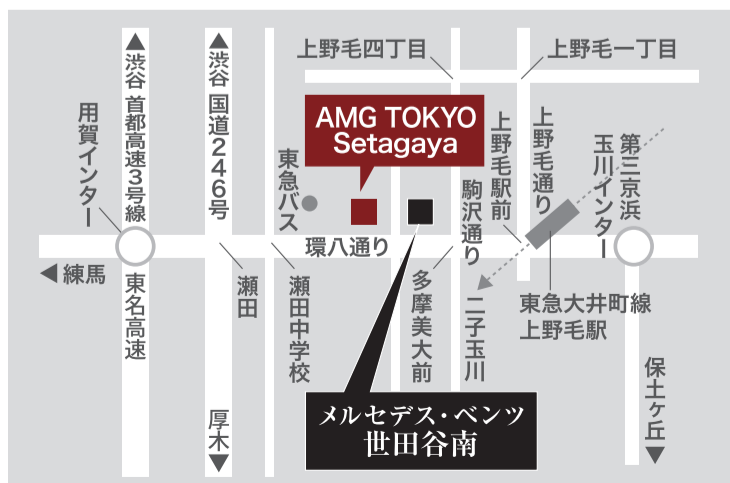 上野毛四丁目
上野毛一丁目
▲渋谷 首都高速3号線
▲渋谷 国道246号
用賀インター
東急バス
AMG TOKYO
Setagaya
上野毛駅前
上野毛通り
駒沢通り
第三京浜
玉川インター
環八通り
◀練馬
東名高速
瀬田
瀬田中学校
多摩美大前
二子玉川
東急大井町線
上野毛駅
厚木▼
保土ヶ丘▼
メルセデス・ベンツ
世田谷南